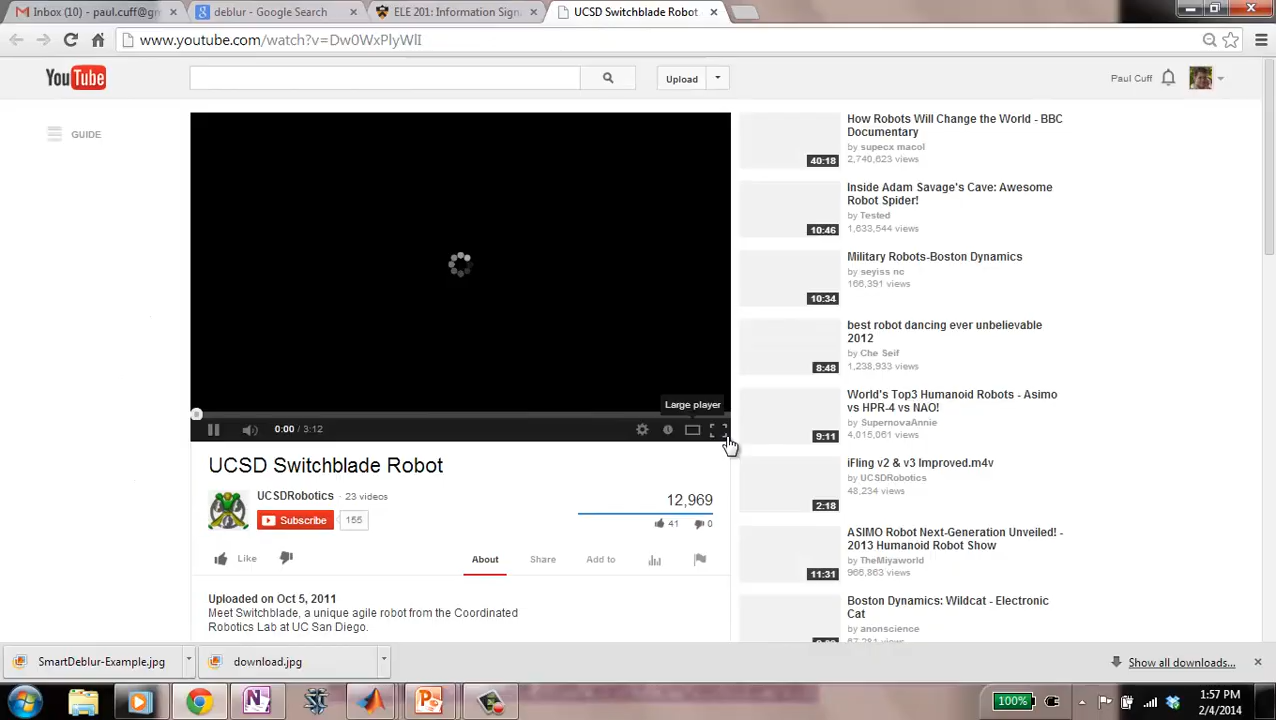 Inbox (10) - paul.cuff@g
deblur - Google Search
ELE 201: Information Sign
UCSD Switchblade Robot
www.youtube.com/watch?v=Dw0WxPlyWlI
YouTube
Upload
Paul Cuff
GUIDE
How Robots Will Change the World - BBC
Documentary
by supecx macol
2,740,623 views
40:18
Inside Adam Savage's Cave: Awesome
Robot Spider!
by Tested
1,633,544 views
10:46
Military Robots-Boston Dynamics
by seyiss nc
166,391 views
10:34
best robot dancing ever unbelievable
2012
by Che Seif
1,238,933 views
8:48
World's Top3 Humanoid Robots - Asimo
vs HPR-4 vs NAO!
by SupernovaAnnie
4,015,061 views
9:11
iFling v2 & v3 Improved.m4v
by UCSDRobotics
48,234 views
2:18
ASIMO Robot Next-Generation Unveiled! -
2013 Humanoid Robot Show
by TheMiyaworld
966,863 views
11:31
Boston Dynamics: Wildcat - Electronic
Cat
by anonscience
Large player
0:00 / 3:12
UCSD Switchblade Robot
UCSDRobotics · 23 videos
Subscribe 166
12,969
41 0
Like
About Share Add to
Uploaded on Oct 5, 2011
Meet Switchblade, a unique agile robot from the Coordinated
Robotics Lab at UC San Diego.
SmartDeblur-Example.jpg
download.jpg
Show all downloads...
100%
1:57 PM
2/4/2014